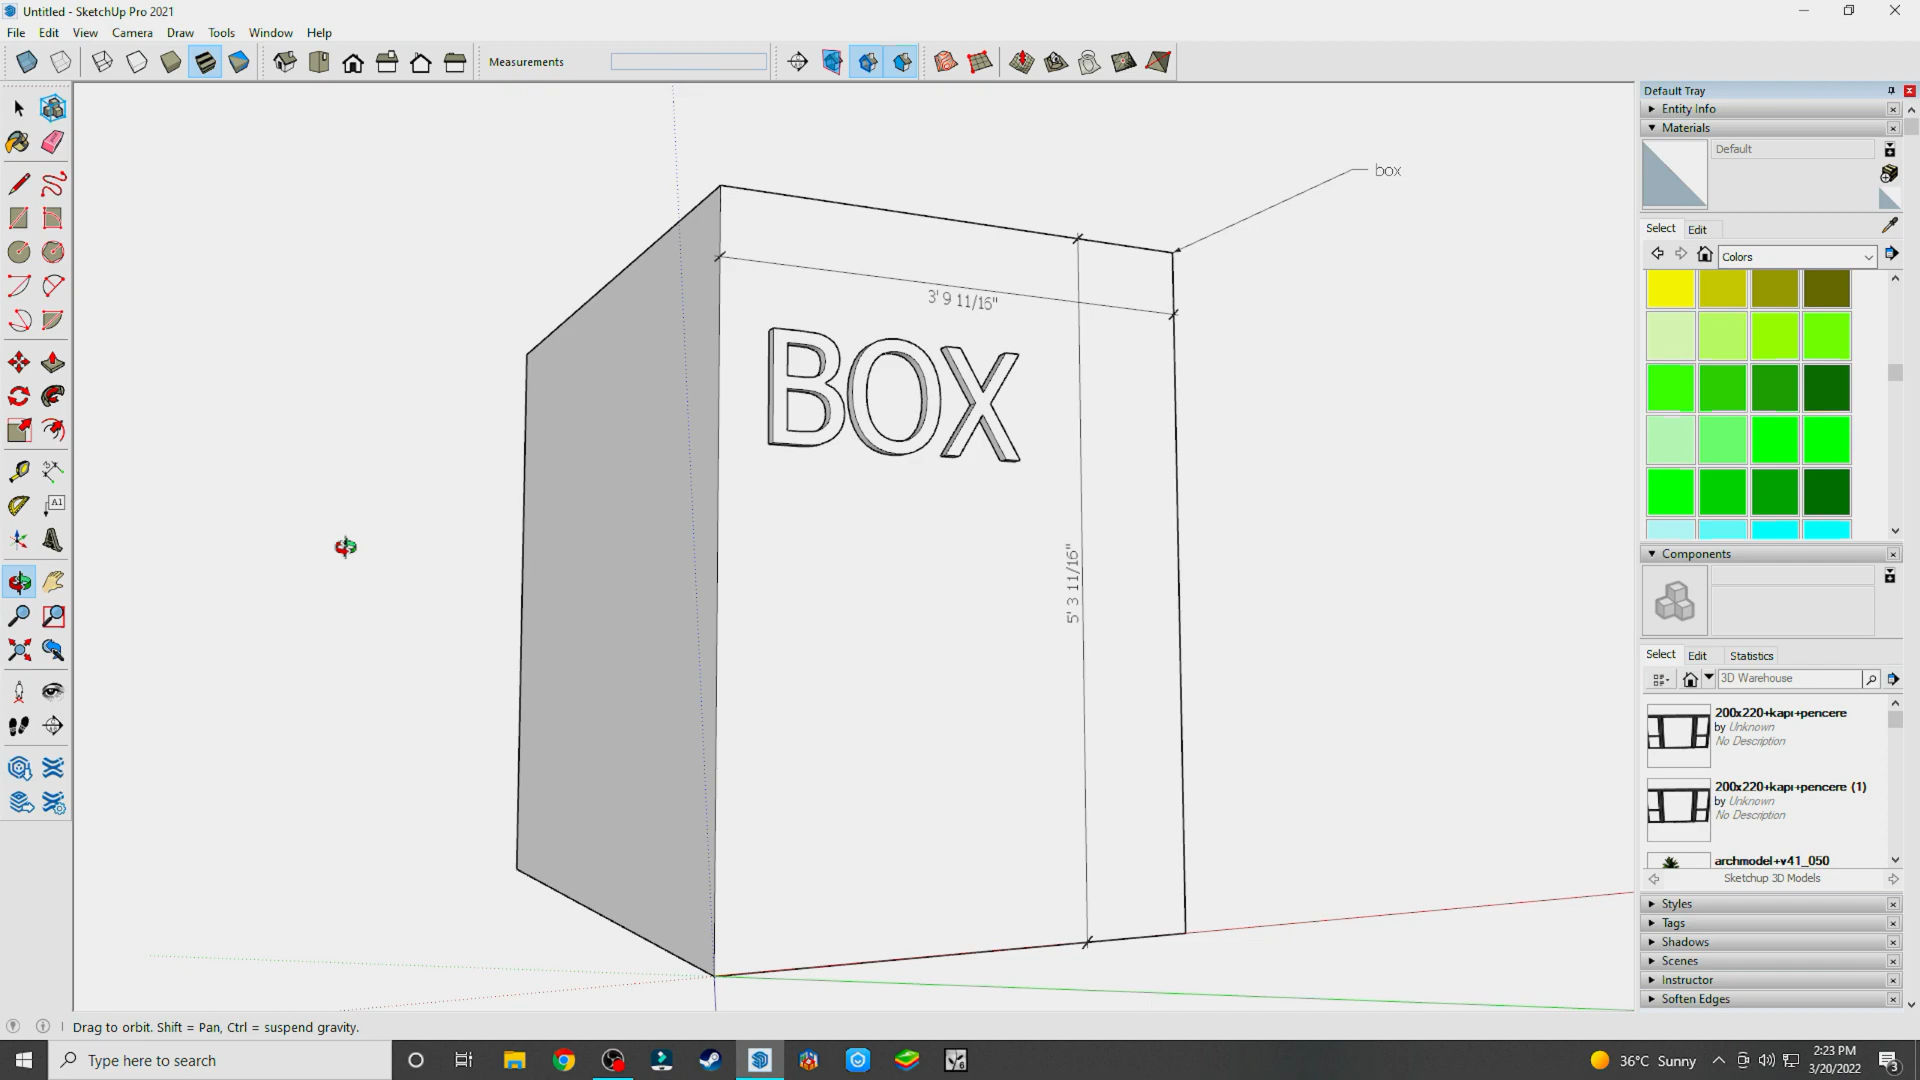 Untitled - SketchUp Pro 2021
File Edit View Camera Draw Tools Window Help
Measurements
Default Tray
Entity Info
Materials
Default
Select Edit
Colors
box
3' 9 11/16"
BOX
5' 3 11/16"
A1
Components
Select Edit Statistics
3D Warehouse
200x220+kapı+pencere
by Unknown
No Description
200x220+kapı+pencere (1)
by Unknown
No Description
archmodel+v41_050
Sketchup 3D Models
Styles
Tags
Shadows
Scenes
Instructor
Soften Edges
Drag to orbit. Shift = Pan, Ctrl = suspend gravity.
Type here to search
36°C Sunny
2:23 PM
3/20/2022
3